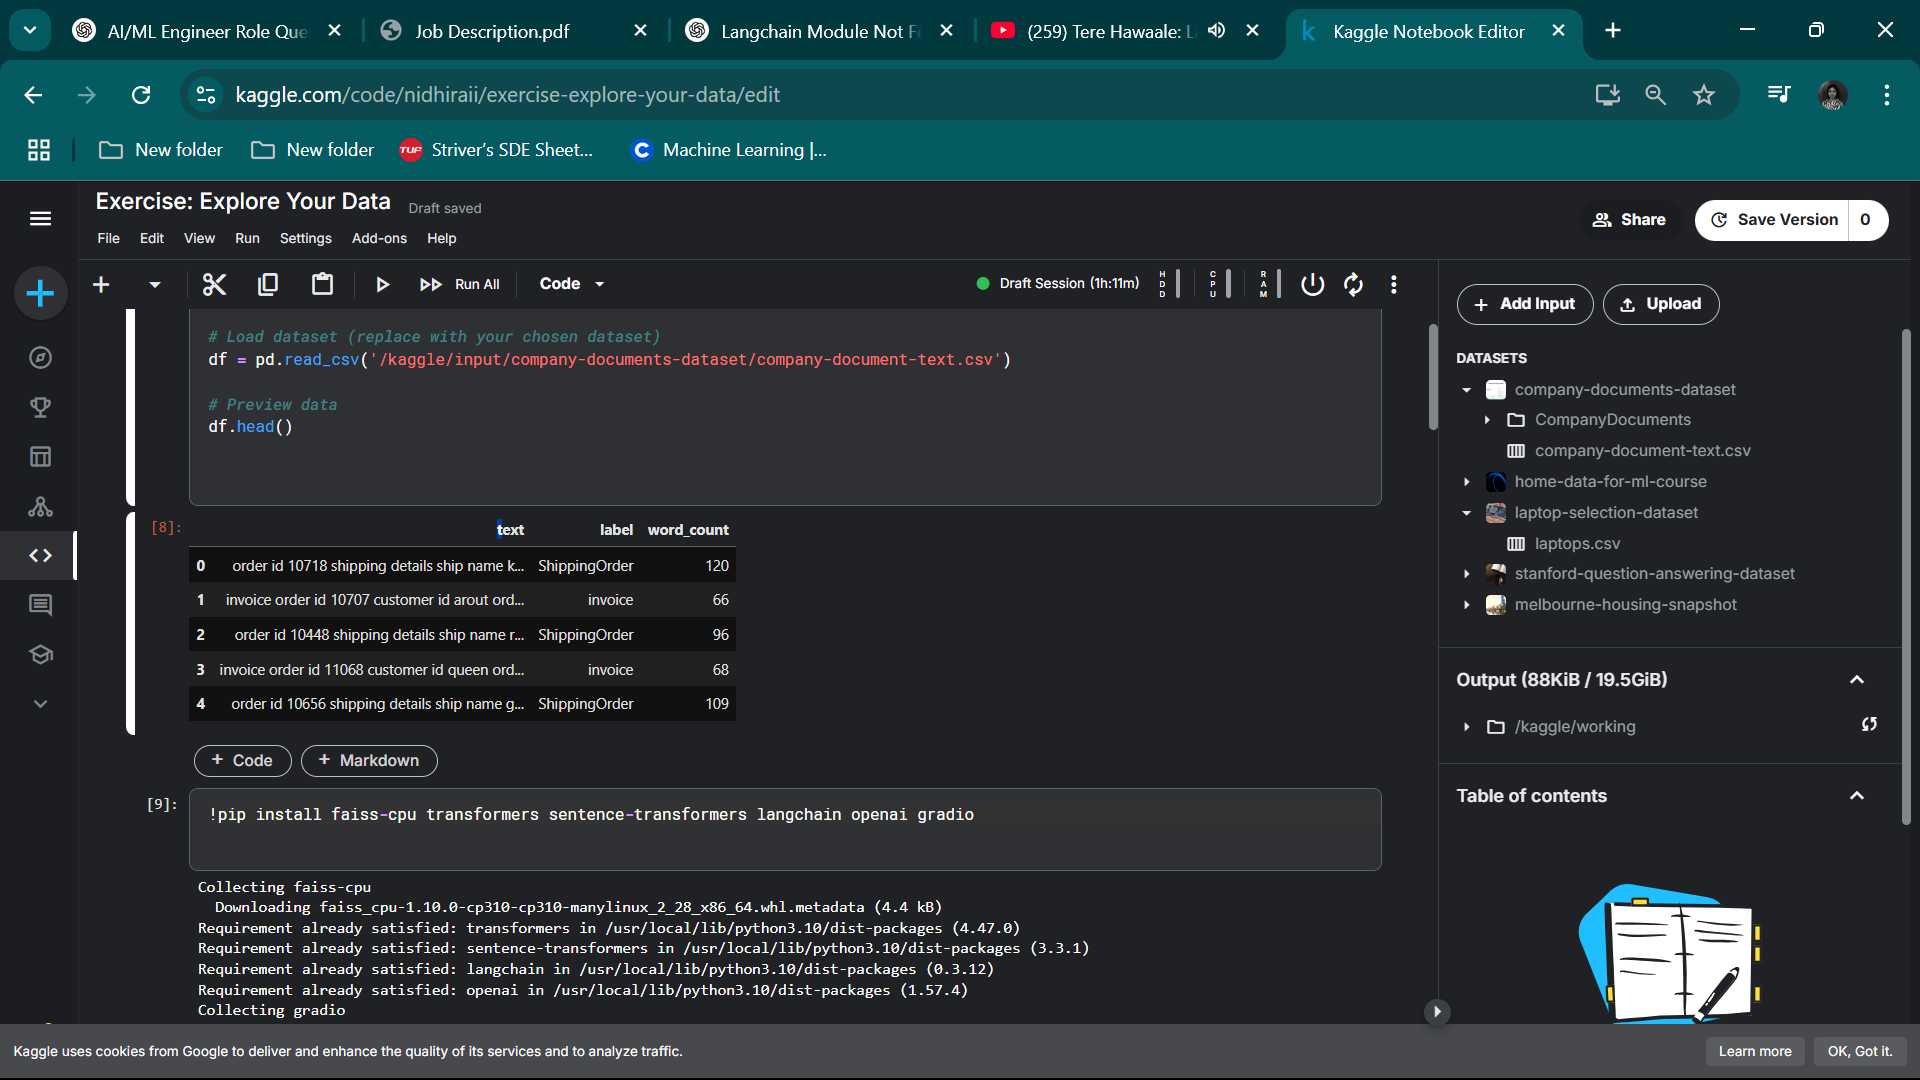 AI/ML Engineer Role Que
Job Description.pdf
Langchain Module Not Fo
(259) Tere Hawaale: L
Kaggle Notebook Editor
kaggle.com/code/nidhiraii/exercise-explore-your-data/edit
New folder
New folder
TUF
Striver's SDE Sheet...
C
Machine Learning |...
Exercise: Explore Your Data
Draft saved
File Edit View Run Settings Add-ons Help
Share
Save Version
0
Run All
Code
Draft Session (1h:11m)
HDD
CPU
RAM
# Load dataset (replace with your chosen dataset)
df = pd.read_csv('/kaggle/input/company-documents-dataset/company-document-text.csv')
# Preview data
df.head()
[8]:
text label word_count
0 order id 10718 shipping details ship name k... ShippingOrder 120
1 invoice order id 10707 customer id arout ord... invoice 66
2 order id 10448 shipping details ship name r... ShippingOrder 96
3 invoice order id 11068 customer id queen ord... invoice 68
4 order id 10656 shipping details ship name g... ShippingOrder 109
+ Code
+ Markdown
[9]:
!pip install faiss-cpu transformers sentence-transformers langchain openai gradio
Collecting faiss-cpu
Downloading faiss_cpu-1.10.0-cp310-cp310-manylinux_2_28_x86_64.whl.metadata (4.4 kB)
Requirement already satisfied: transformers in /usr/local/lib/python3.10/dist-packages (4.47.0)
Requirement already satisfied: sentence-transformers in /usr/local/lib/python3.10/dist-packages (3.3.1)
Requirement already satisfied: langchain in /usr/local/lib/python3.10/dist-packages (0.3.12)
Requirement already satisfied: openai in /usr/local/lib/python3.10/dist-packages (1.57.4)
Collecting gradio
+ Add Input
Upload
DATASETS
company-documents-dataset
CompanyDocuments
company-document-text.csv
home-data-for-ml-course
laptop-selection-dataset
laptops.csv
stanford-question-answering-dataset
melbourne-housing-snapshot
Output (88KiB / 19.5GiB)
/kaggle/working
Table of contents
Kaggle uses cookies from Google to deliver and enhance the quality of its services and to analyze traffic.
Learn more
OK, Got it.